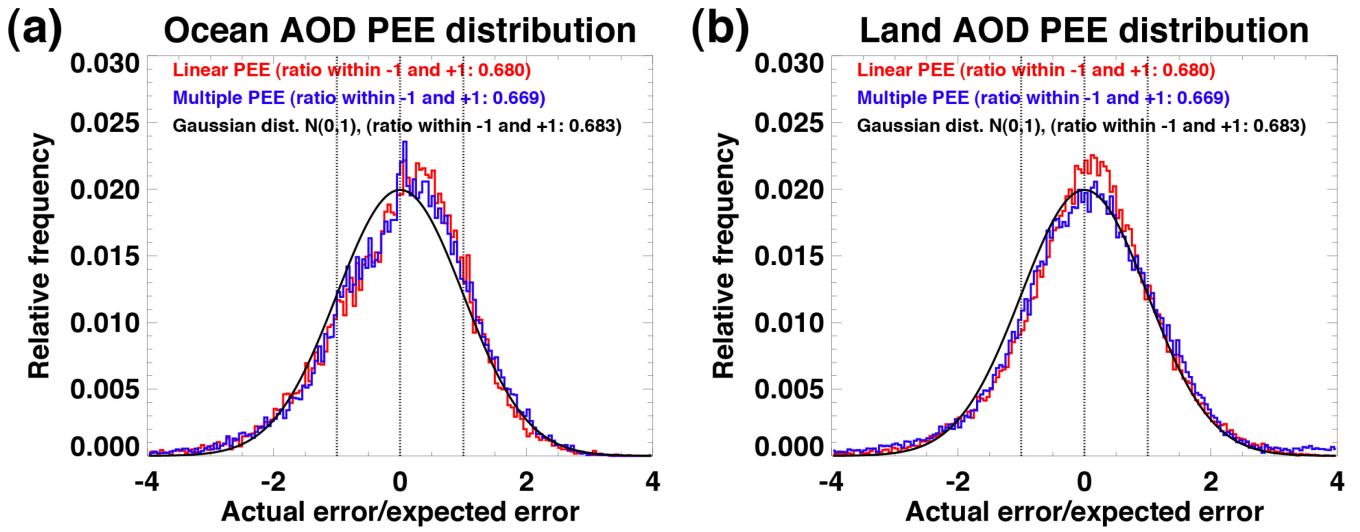 (a) Ocean AOD PEE distribution
0.030
0.025
0.020
0.015
0.010
0.005
0.000
Relative frequency
Linear PEE (ratio within -1 and +1: 0.680)
Multiple PEE (ratio within -1 and +1: 0.669)
Gaussian dist. N(0,1), (ratio within -1 and +1: 0.683)
-4 -2 0 2 4
Actual error/expected error
(b) Land AOD PEE distribution
0.030
0.025
0.020
0.015
0.010
0.005
0.000
Relative frequency
Linear PEE (ratio within -1 and +1: 0.680)
Multiple PEE (ratio within -1 and +1: 0.669)
Gaussian dist. N(0,1), (ratio within -1 and +1: 0.683)
-4 -2 0 2 4
Actual error/expected error